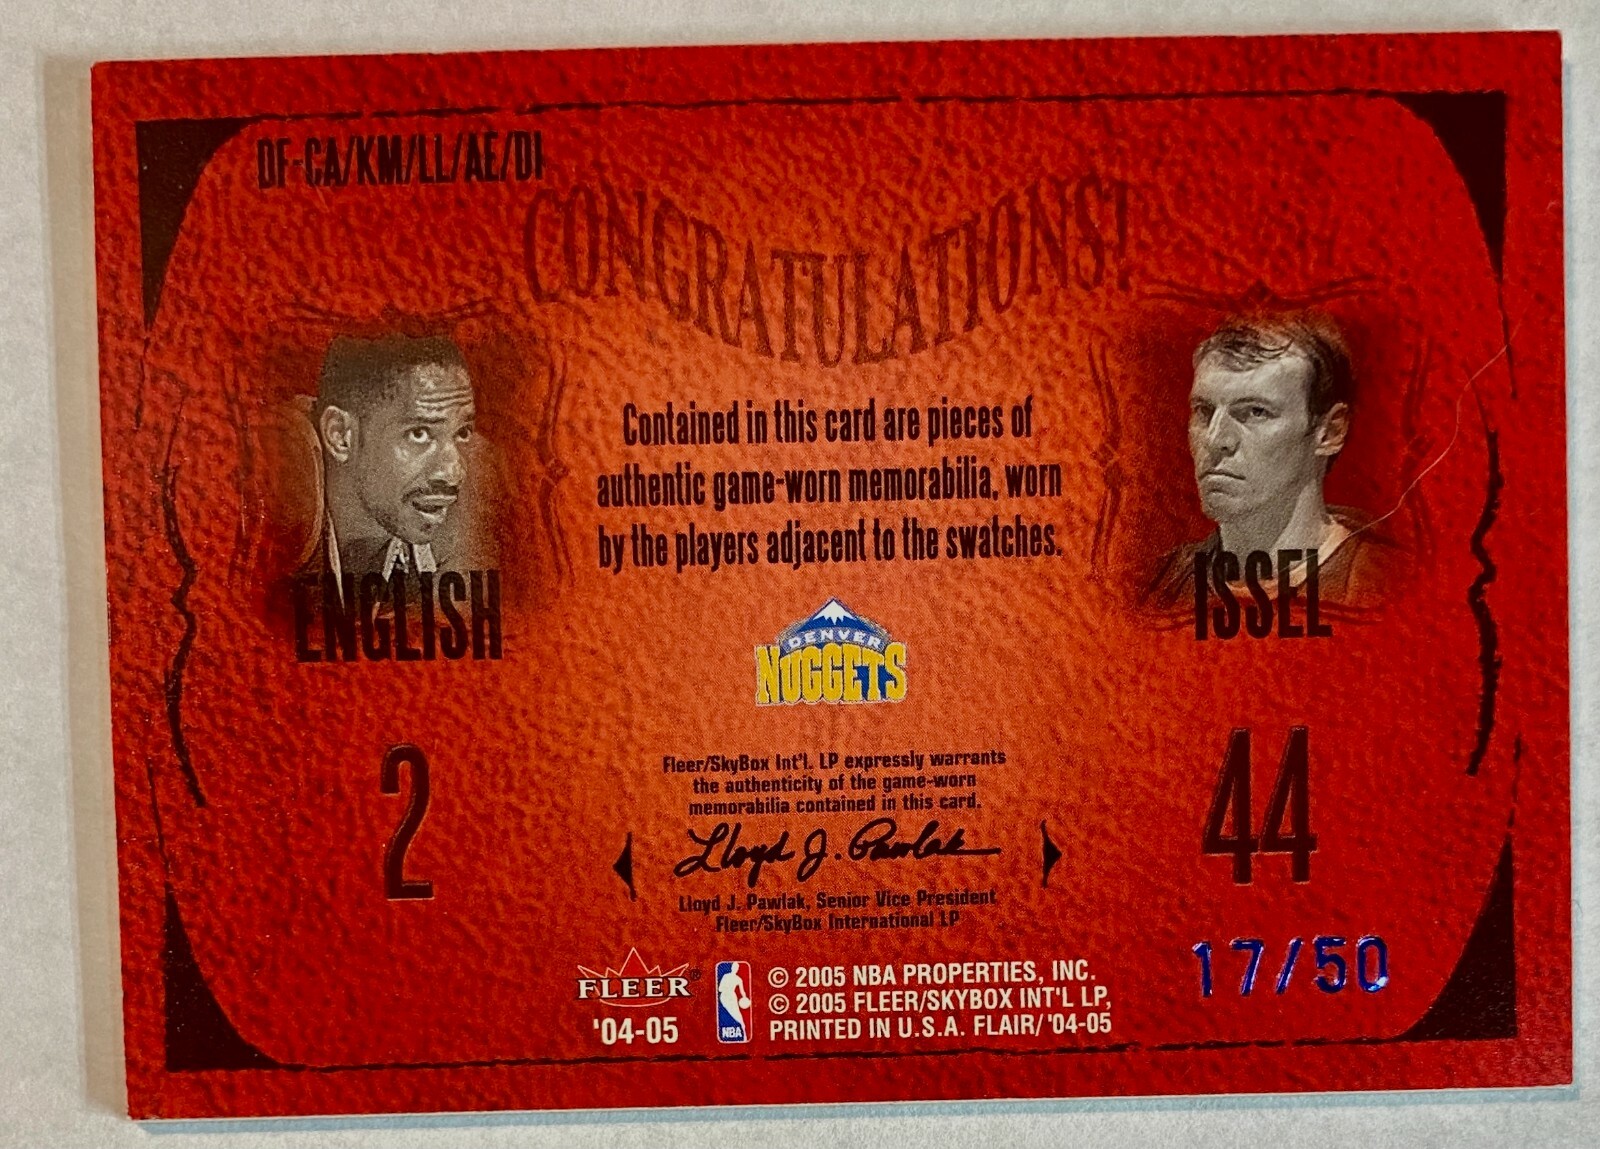 DF-CA/KM/LL/AE/DI
CONGRATULATIONS!
Contained in this card are pieces of
authentic game-worn memorabilia, worn
by the players adjacent to the swatches.
ENGLISH
ISSEL
DENVER
NUGGETS
2
44
Fleer/SkyBox Int'l. LP expressly warrants
the authenticity of the game-worn
memorabilia contained in this card.
Lloyd J. Pawlak
Lloyd J. Pawlak, Senior Vice President
Fleer/SkyBox International LP
17/50
FLEER®
'04-05
NBA
© 2005 NBA PROPERTIES, INC.
© 2005 FLEER/SKYBOX INT'L LP,
PRINTED IN U.S.A. FLAIR/'04-05